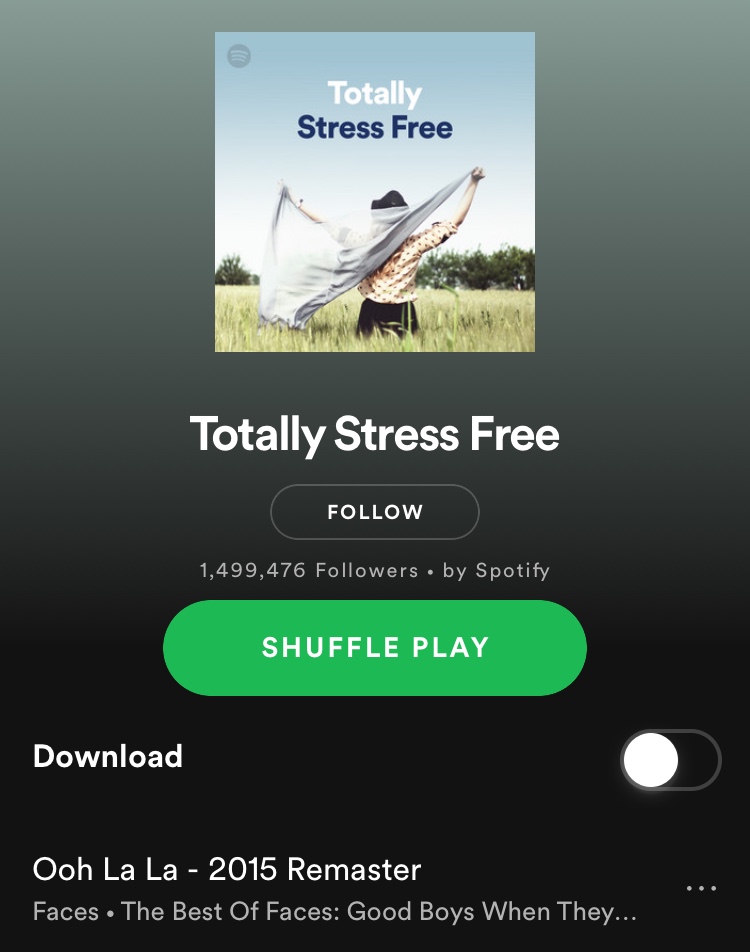 Totally
Stress Free
Totally Stress Free
FOLLOW
1,499,476 Followers • by Spotify
SHUFFLE PLAY
Download
Ooh La La - 2015 Remaster
Faces • The Best Of Faces: Good Boys When They...